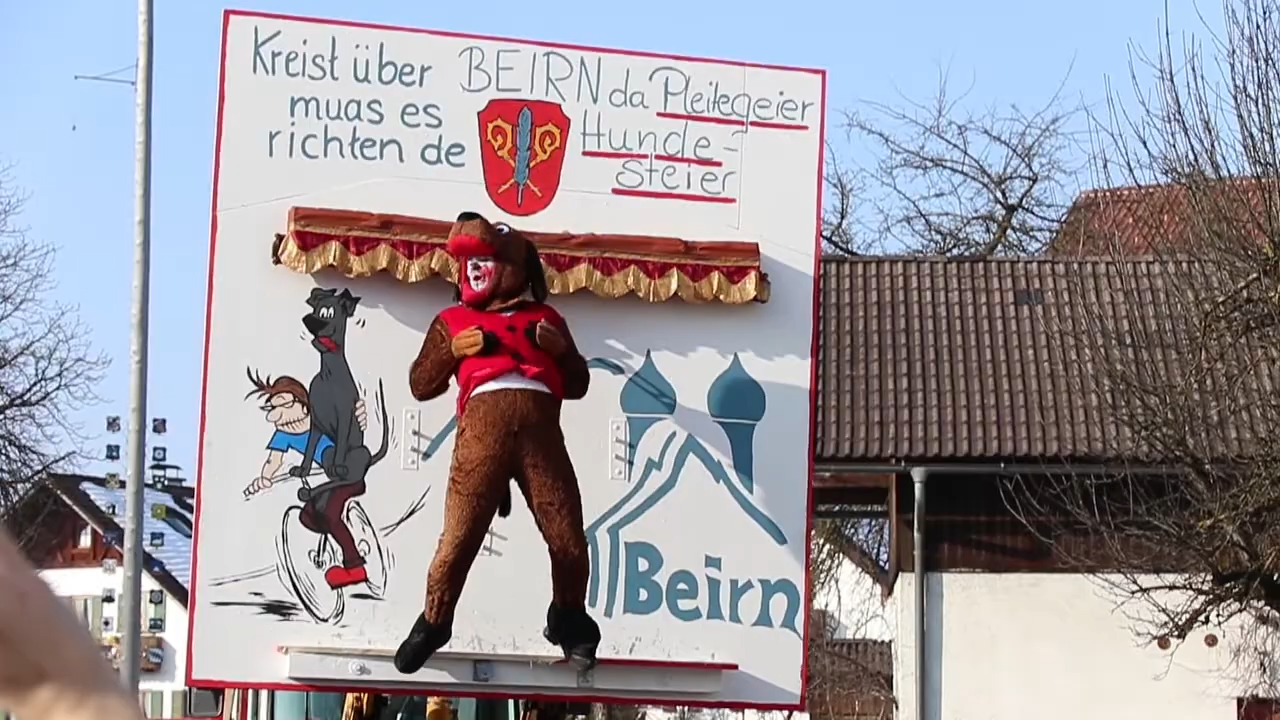 Kreist über BEIRN da Pleitegeier
muas es
richten de Hunde-
steier
Beirn